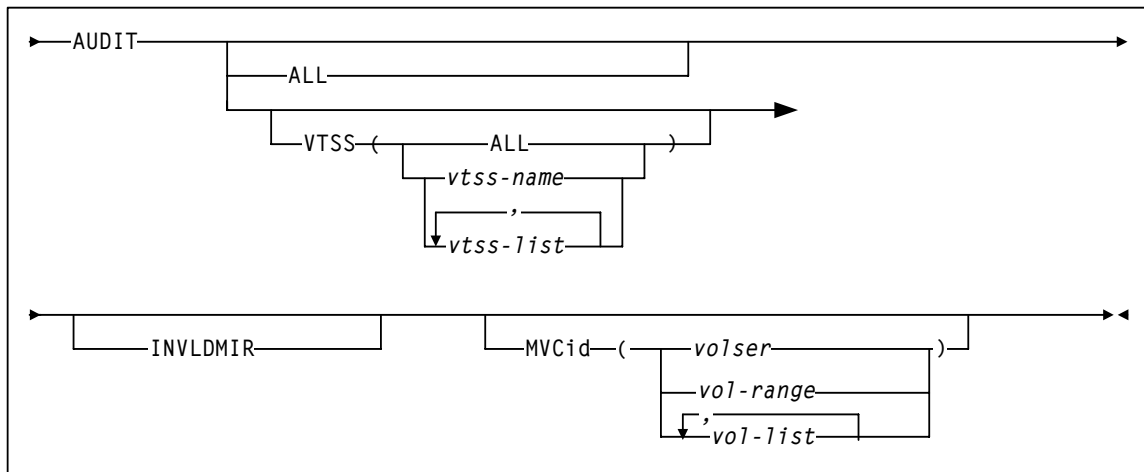 AUDIT
ALL
VTSS ( ALL )
vtss-name
,
vtss-list
INVLDMIR
MVCid ( volser )
vol-range
,
vol-list